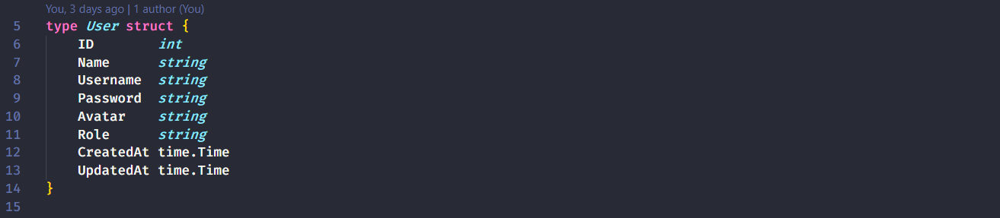 You, 3 days ago | 1 author (You)
5 type User struct {
6 ID int
7 Name string
8 Username string
9 Password string
10 Avatar string
11 Role string
12 CreatedAt time.Time
13 UpdatedAt time.Time
14 }
15